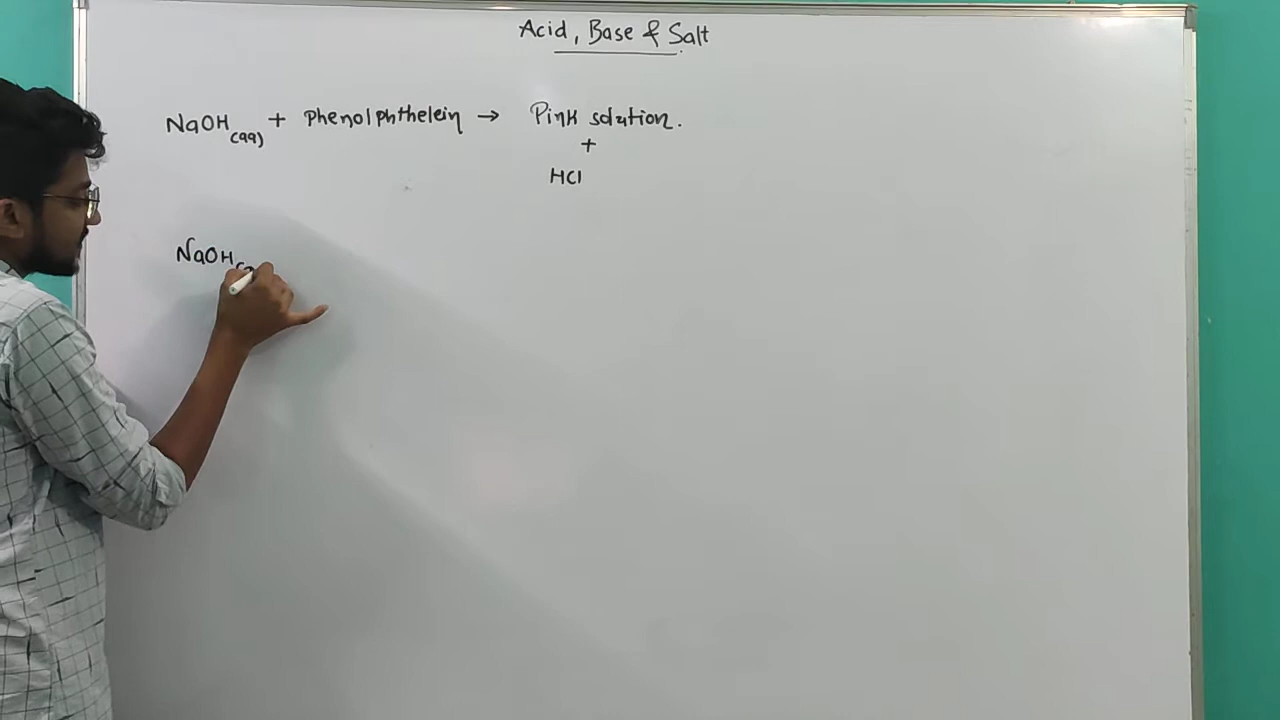 Acid, Base & Salt
NaOH(aq) + Phenolphthelein → Pink solution.
+
HCl
NaOH